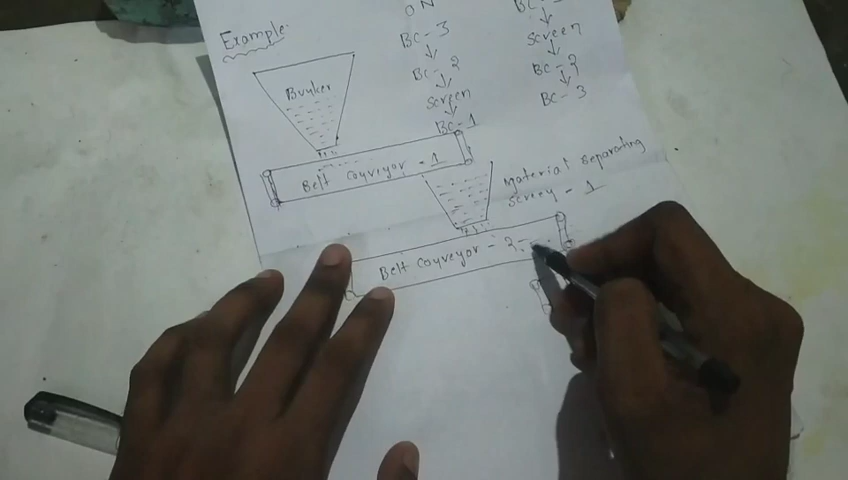 Example
ON
BC-3
BC-2
Screen
BC-1
Screen
BC-2
BC-3
Bunker
Belt Conveyor - 1
Material Separating
Screen - 1
Belt Conveyor - 2